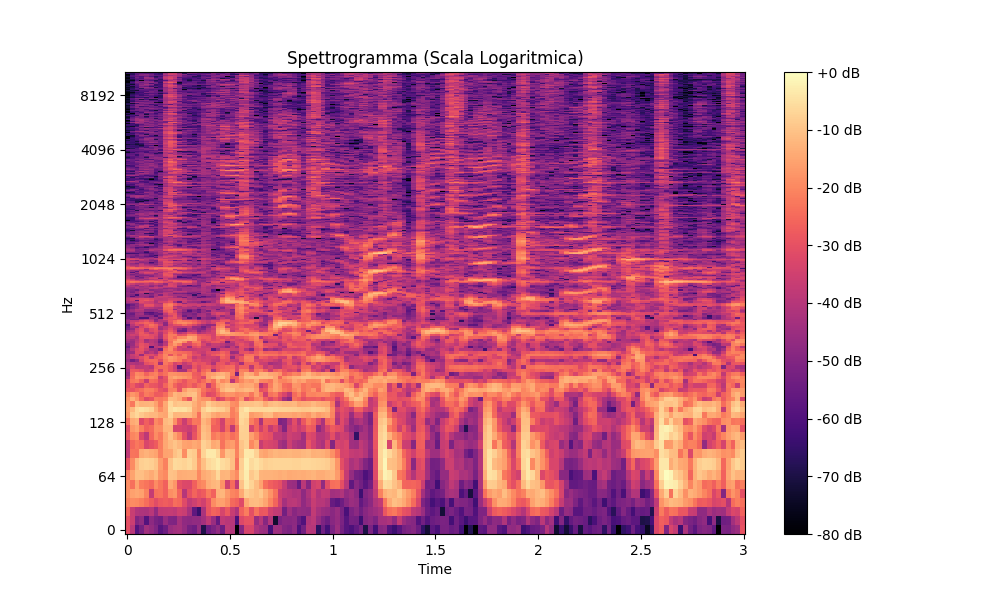 Spettrogramma (Scala Logaritmica)
Hz
8192
4096
2048
1024
512
256
128
64
0
0 0.5 1 1.5 2 2.5 3
Time
+0 dB
-10 dB
-20 dB
-30 dB
-40 dB
-50 dB
-60 dB
-70 dB
-80 dB